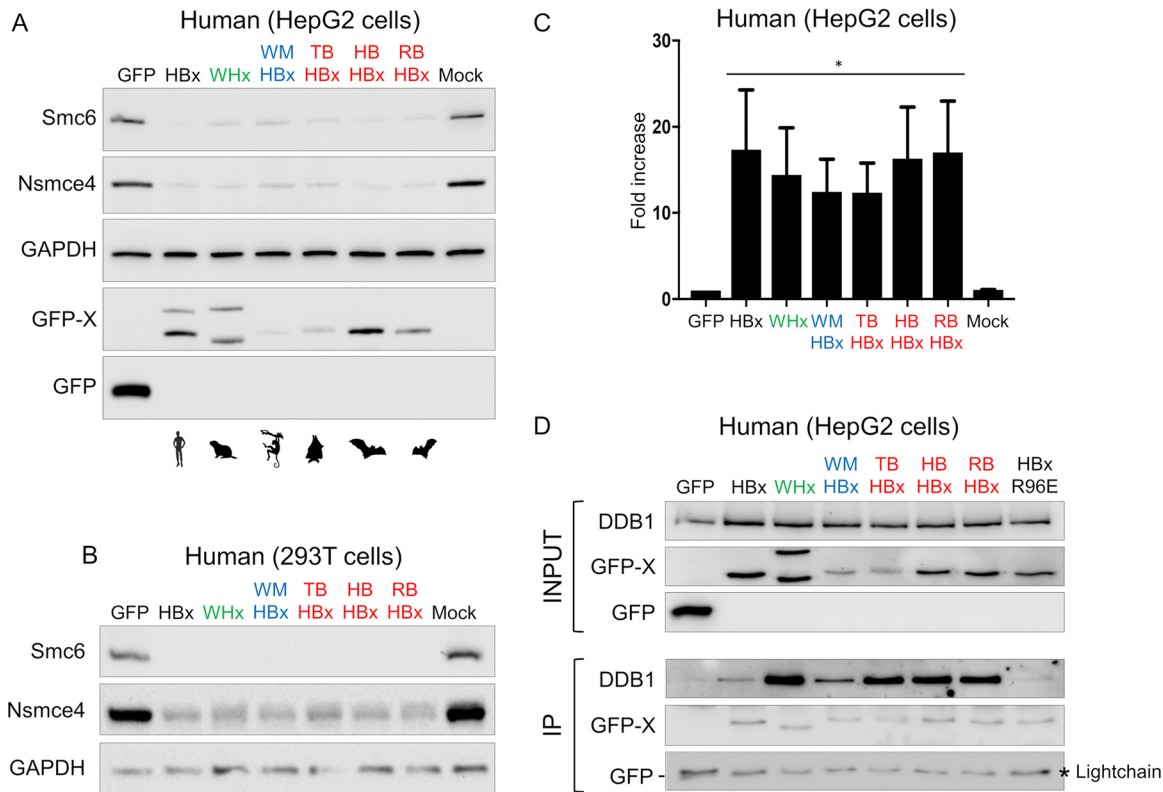 A
Human (HepG2 cells)
WM TB HB RB
GFP HBx WHx HBx HBx HBx HBx Mock
Smc6
Nsmce4
GAPDH
GFP-X
GFP
B
Human (293T cells)
WM TB HB RB
GFP HBx WHx HBx HBx HBx HBx Mock
Smc6
Nsmce4
GAPDH
C
Human (HepG2 cells)
30
20
10
0
Fold increase
*
GFP HBx WHx WM TB HB RB Mock
HBx HBx HBx HBx
D
Human (HepG2 cells)
WM TB HB RB HBx
GFP HBx WHx HBx HBx HBx HBx R96E
INPUT
DDB1
GFP-X
GFP
IP
DDB1
GFP-X
GFP -
* Lightchain